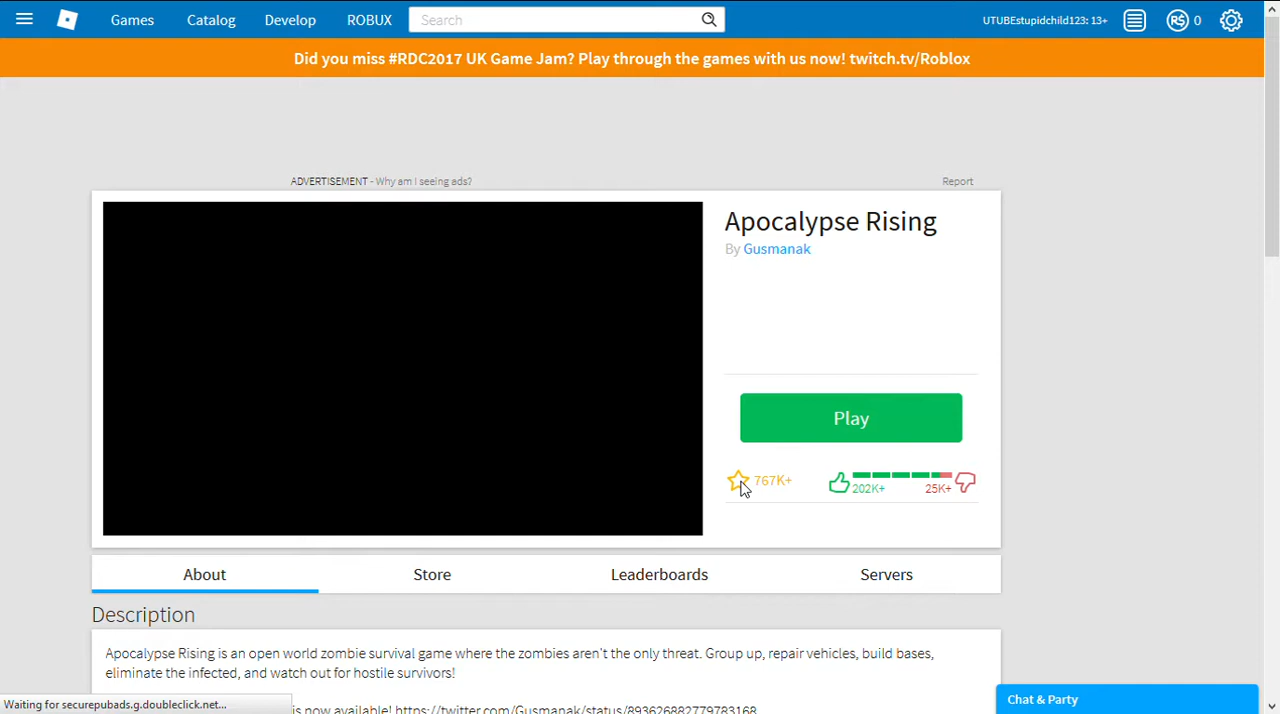 Games Catalog Develop ROBUX Search UTUBEstupidchild123: 13+ R$ 0
Did you miss #RDC2017 UK Game Jam? Play through the games with us now! twitch.tv/Roblox
ADVERTISEMENT - Why am I seeing ads? Report
Apocalypse Rising
By Gusmanak
Play
767K+ 202K+ 25K+
About Store Leaderboards Servers
Description
Apocalypse Rising is an open world zombie survival game where the zombies aren't the only threat. Group up, repair vehicles, build bases,
eliminate the infected, and watch out for hostile survivors!
is now available! https://twitter.com/Gusmanak/status/893626882779783168
Waiting for securepubads.g.doubleclick.net...
Chat & Party